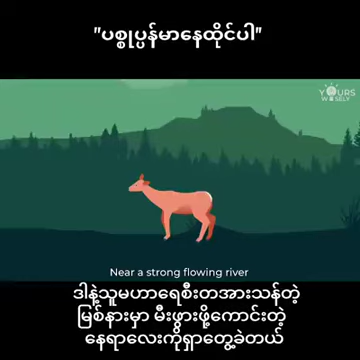 "ပစ္စုပ္ပန်မာနေထိုင်ပါ"
YOURS
WISELY
Near a strong flowing river
ဒါနဲ့သူမဟာရေစီးတအားသန်တဲ့
မြစ်နားမှာ မီးဖွားဖို့ကောင်းတဲ့
နေရာလေးကိုရှာတွေ့ခဲတယ်